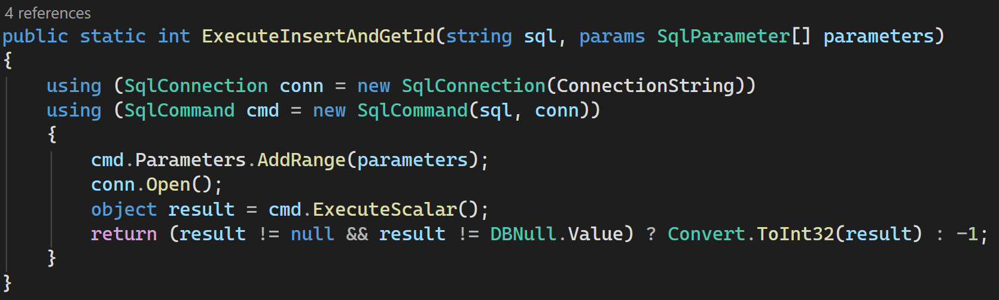 4 references
public static int ExecuteInsertAndGetId(string sql, params SqlParameter[] parameters)
{
    using (SqlConnection conn = new SqlConnection(ConnectionString))
    using (SqlCommand cmd = new SqlCommand(sql, conn))
    {
        cmd.Parameters.AddRange(parameters);
        conn.Open();
        object result = cmd.ExecuteScalar();
        return (result != null && result != DBNull.Value) ? Convert.ToInt32(result) : -1;
    }
}